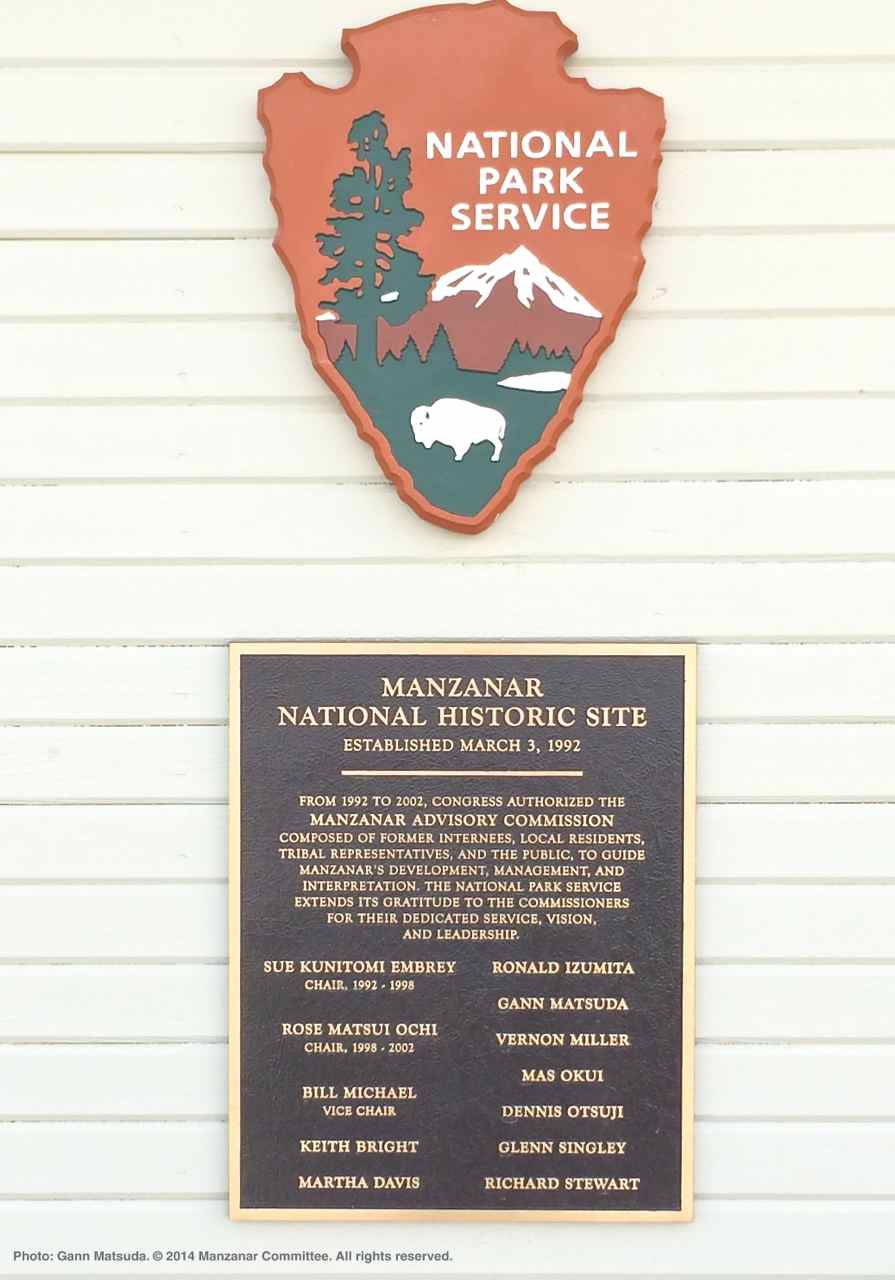 NATIONAL
PARK
SERVICE
MANZANAR
NATIONAL HISTORIC SITE
ESTABLISHED MARCH 3, 1992
FROM 1992 TO 2002, CONGRESS AUTHORIZED THE
MANZANAR ADVISORY COMMISSION
COMPOSED OF FORMER INTERNEES, LOCAL RESIDENTS,
TRIBAL REPRESENTATIVES, AND THE PUBLIC, TO GUIDE
MANZANAR'S DEVELOPMENT, MANAGEMENT, AND
INTERPRETATION. THE NATIONAL PARK SERVICE
EXTENDS ITS GRATITUDE TO THE COMMISSIONERS
FOR THEIR DEDICATED SERVICE, VISION,
AND LEADERSHIP.
SUE KUNITOMI EMBREY
CHAIR, 1992 - 1998
ROSE MATSUI OCHI
CHAIR, 1998 - 2002
BILL MICHAEL
VICE CHAIR
KEITH BRIGHT
MARTHA DAVIS
RONALD IZUMITA
GANN MATSUDA
VERNON MILLER
MAS OKUI
DENNIS OTSUJI
GLENN SINGLEY
RICHARD STEWART
Photo: Gann Matsuda. © 2014 Manzanar Committee. All rights reserved.